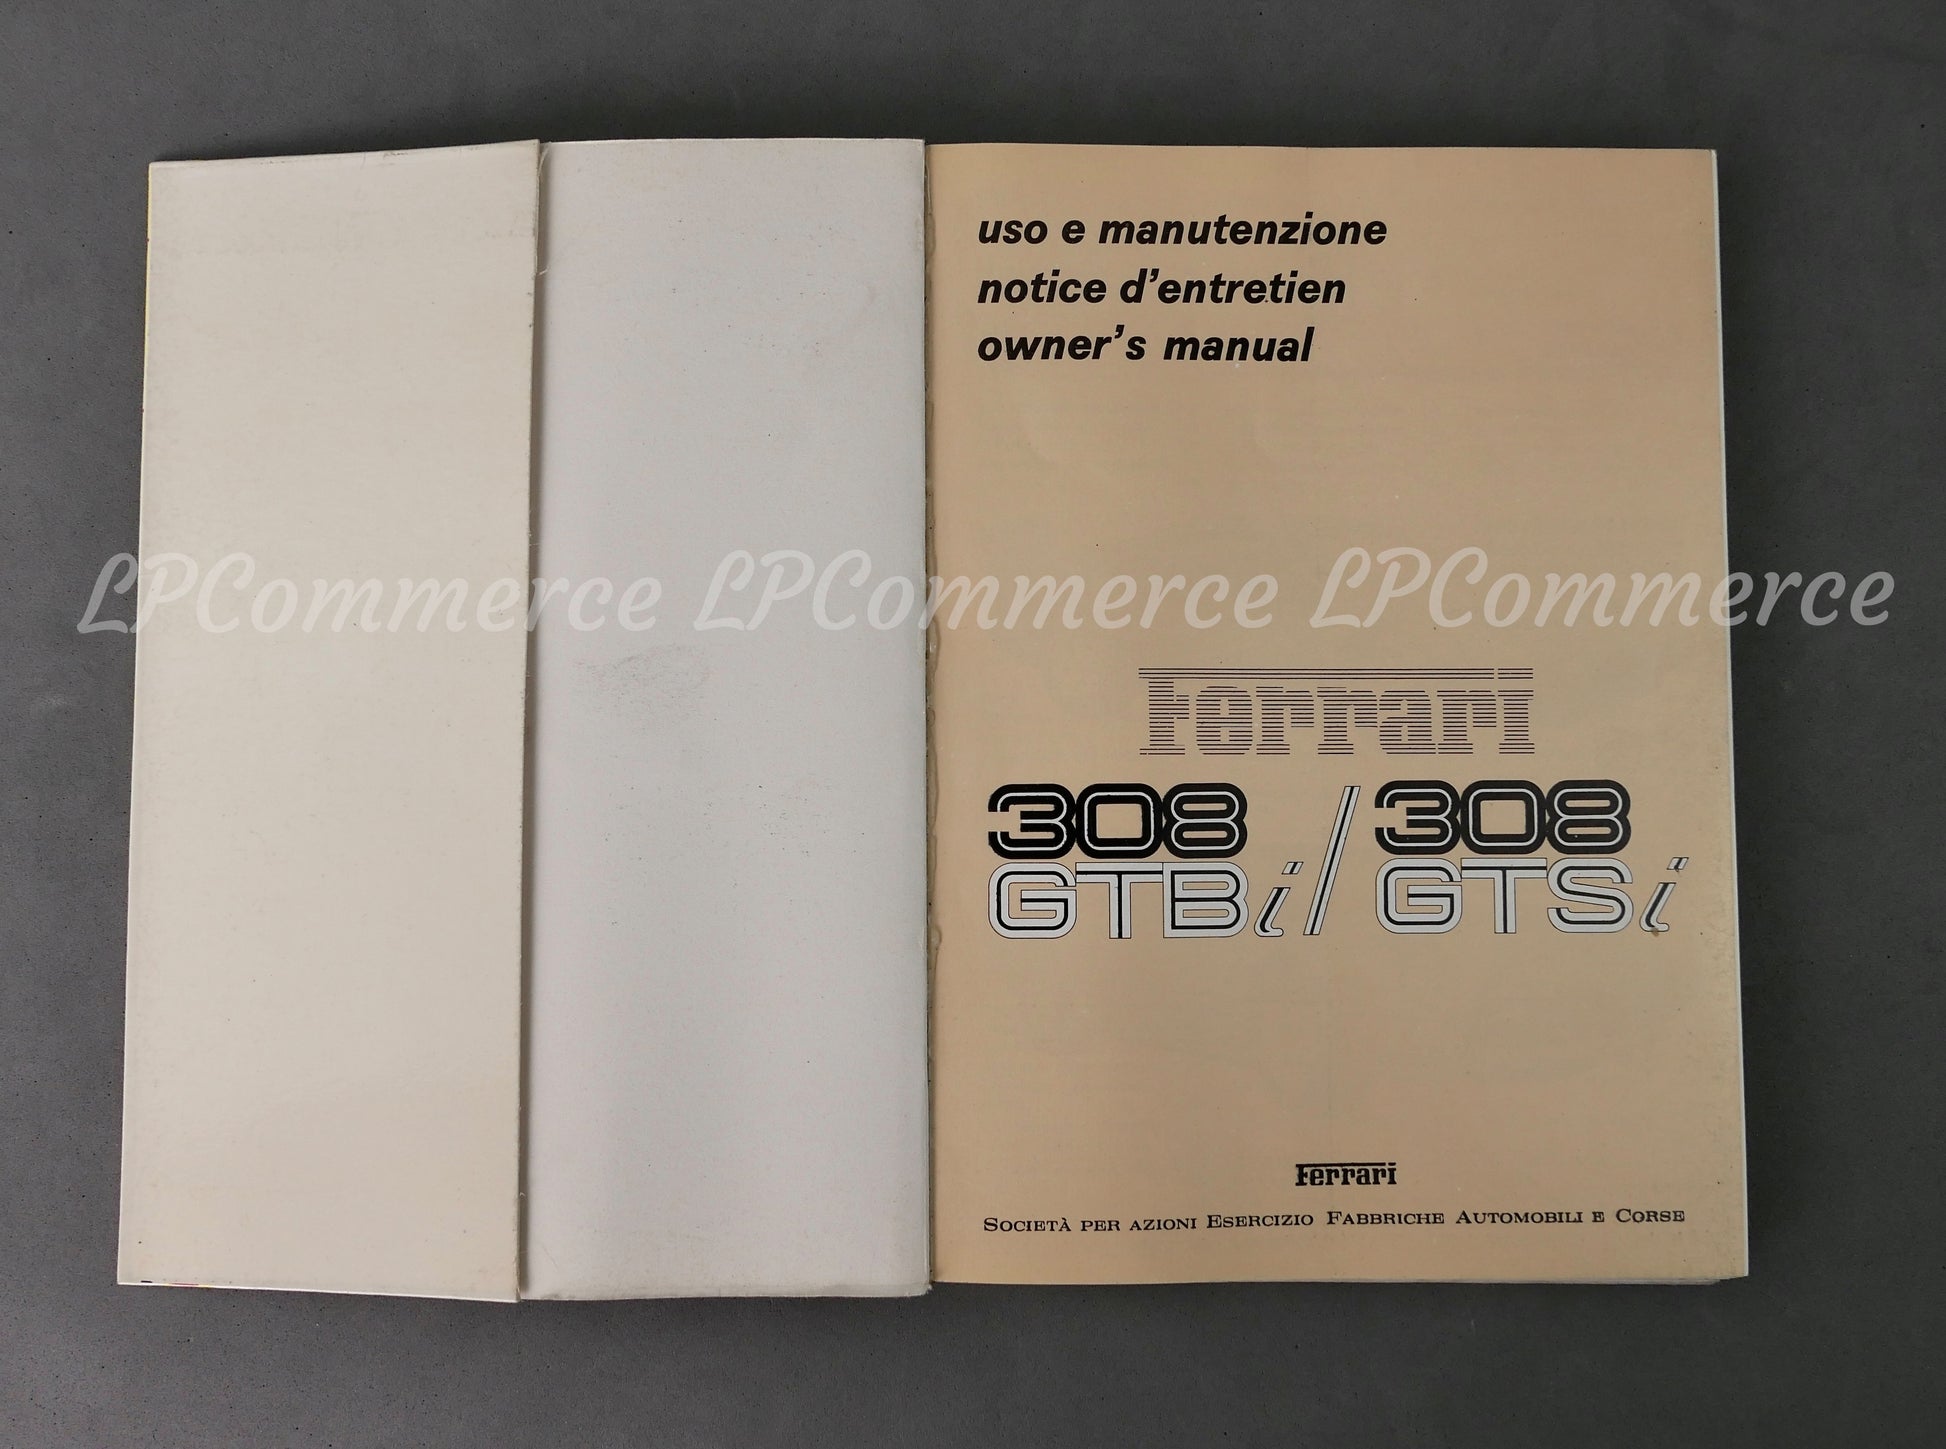 uso e manutenzione
notice d'entretien
owner's manual
LPCommerce LPCommerce LPCommerce
Ferrari
308 GTBi / 308 GTSi
Ferrari
Società per azioni Esercizio Fabbriche Automobili e Corse